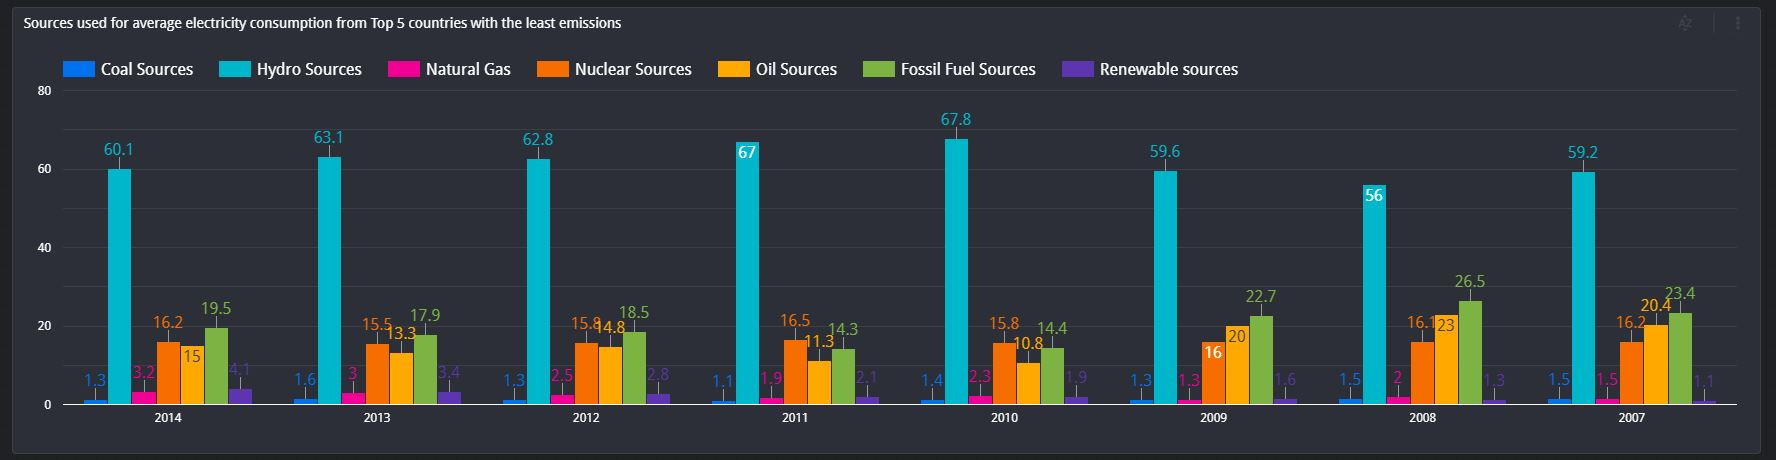 Sources used for average electricity consumption from Top 5 countries with the least emissions
AZ
Coal Sources Hydro Sources Natural Gas Nuclear Sources Oil Sources Fossil Fuel Sources Renewable sources
80
60
40
20
0
1.3 60.1 3.2 16.2 15 19.5 4.1
1.6 63.1 3 15.5 13.3 17.9 3.4
1.3 62.8 2.5 15.8 14.8 18.5 2.8
1.1 67 1.9 16.5 11.3 14.3 2.1
1.4 67.8 2.3 15.8 10.8 14.4 1.9
1.3 59.6 1.3 16 20 22.7 1.6
1.5 56 2 16.1 23 26.5 1.3
1.5 59.2 1.5 16.2 20.4 23.4 1.1
2014 2013 2012 2011 2010 2009 2008 2007